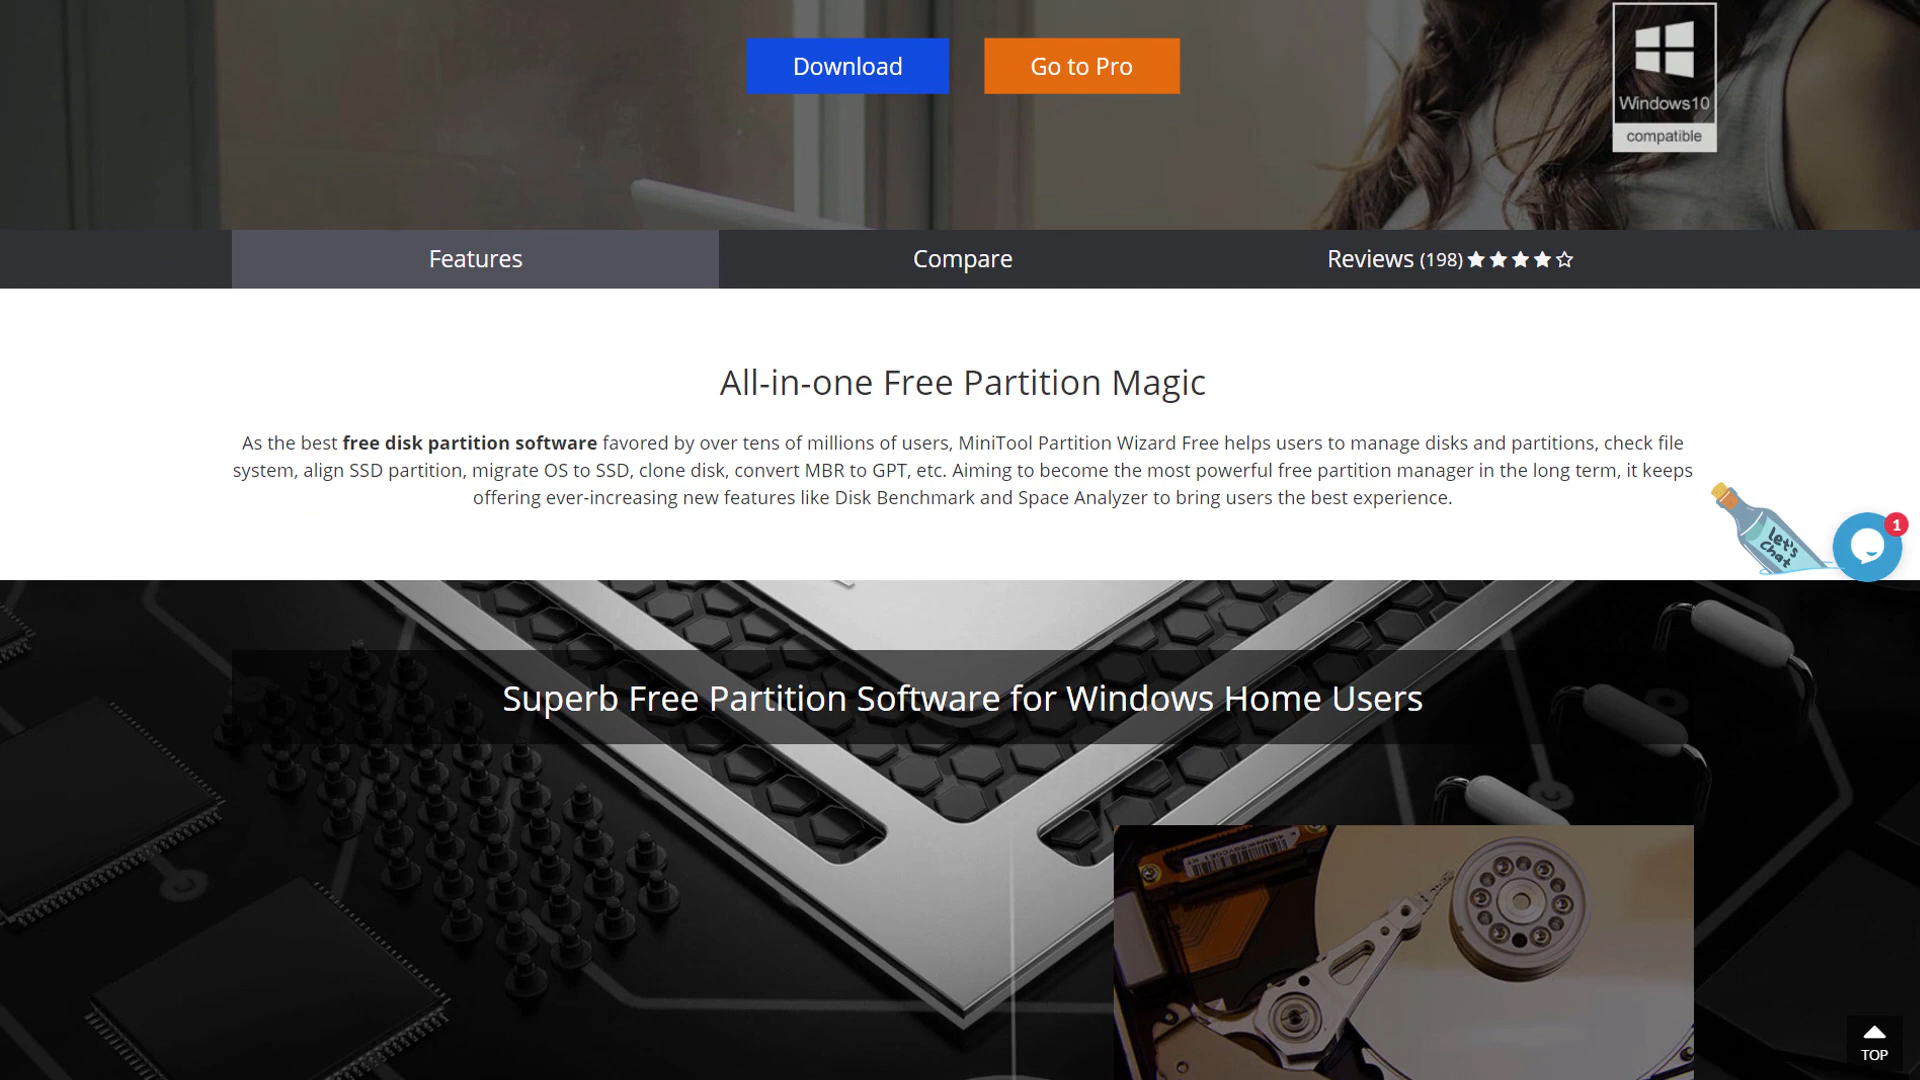 Download
Go to Pro
Windows10
compatible
Features
Compare
Reviews (198)
All-in-one Free Partition Magic
As the best free disk partition software favored by over tens of millions of users, MiniTool Partition Wizard Free helps users to manage disks and partitions, check file
system, align SSD partition, migrate OS to SSD, clone disk, convert MBR to GPT, etc. Aiming to become the most powerful free partition manager in the long term, it keeps
offering ever-increasing new features like Disk Benchmark and Space Analyzer to bring users the best experience.
Let's
Chat
1
Superb Free Partition Software for Windows Home Users
TOP